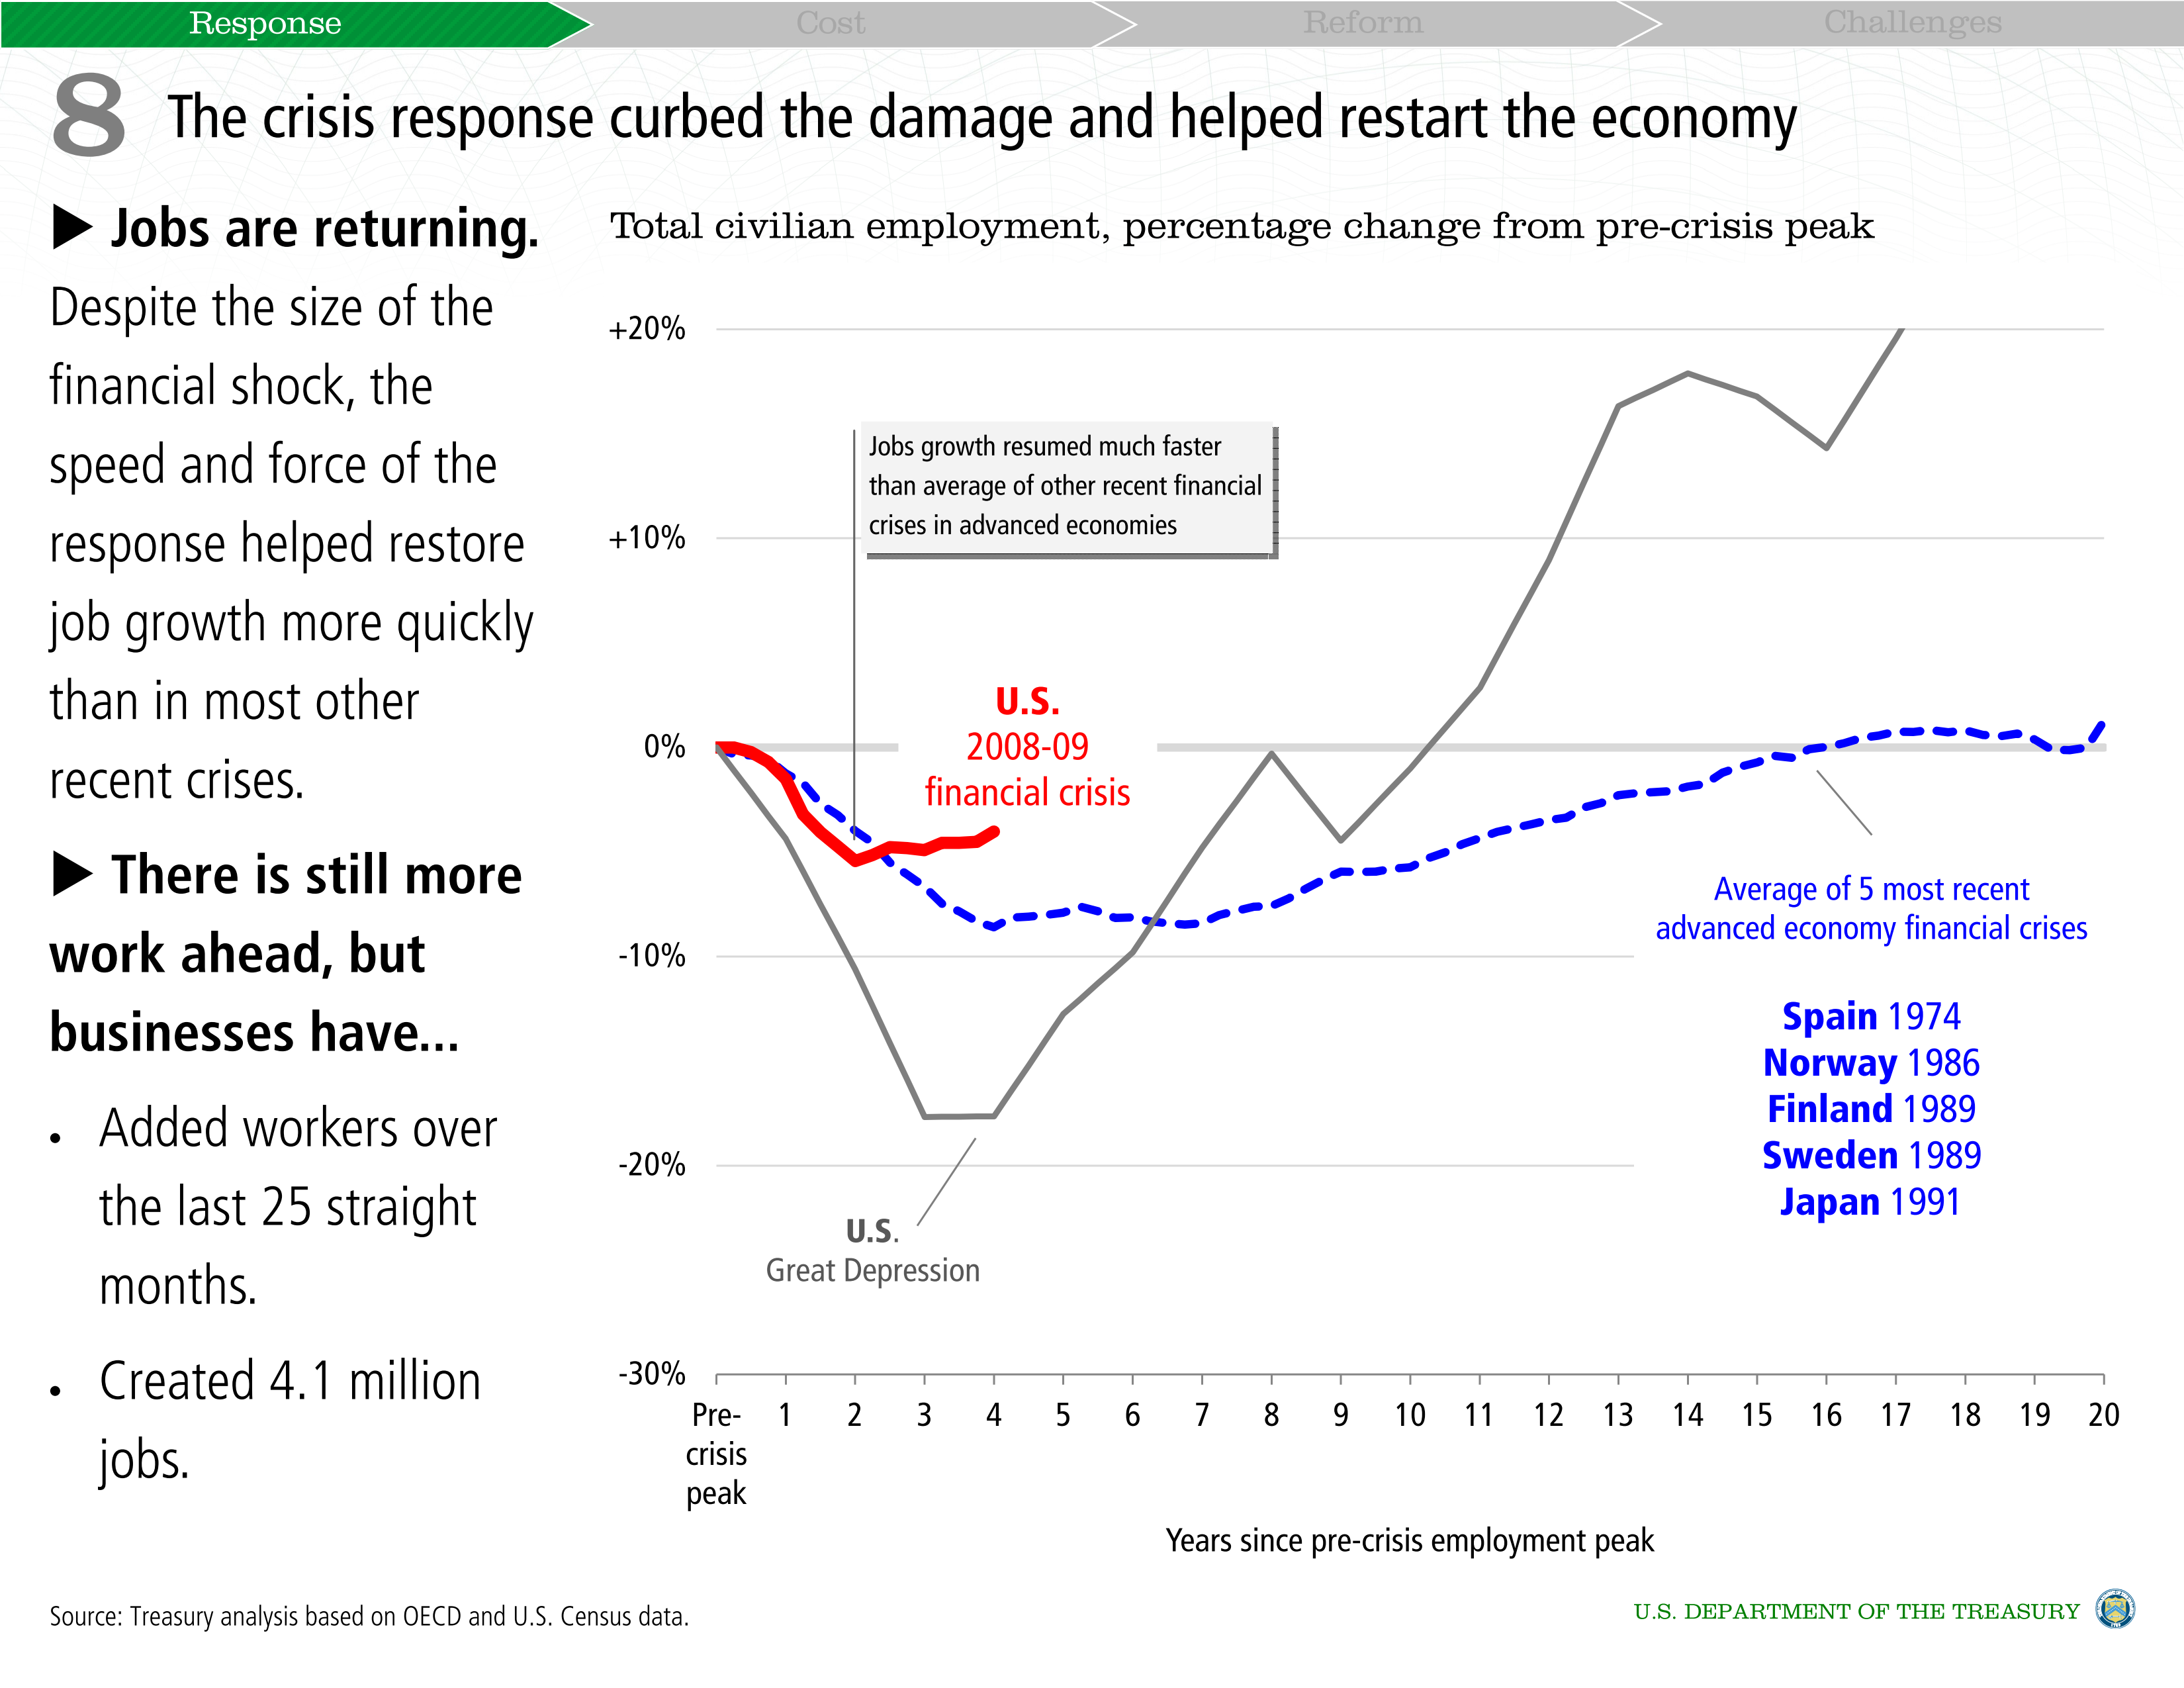 Response
Cost
Reform
Challenges
8
The crisis response curbed the damage and helped restart the economy
► Jobs are returning.
Despite the size of the
financial shock, the
speed and force of the
response helped restore
job growth more quickly
than in most other
recent crises.
► There is still more
work ahead, but
businesses have...
• Added workers over
the last 25 straight
months.
• Created 4.1 million
jobs.
Total civilian employment, percentage change from pre-crisis peak
+20%
+10%
0%
-10%
-20%
-30%
Jobs growth resumed much faster
than average of other recent financial
crises in advanced economies
U.S.
2008-09
financial crisis
Average of 5 most recent
advanced economy financial crises
Spain 1974
Norway 1986
Finland 1989
Sweden 1989
Japan 1991
U.S.
Great Depression
Pre-
crisis
peak
1 2 3 4 5 6 7 8 9 10 11 12 13 14 15 16 17 18 19 20
Years since pre-crisis employment peak
Source: Treasury analysis based on OECD and U.S. Census data.
U.S. DEPARTMENT OF THE TREASURY